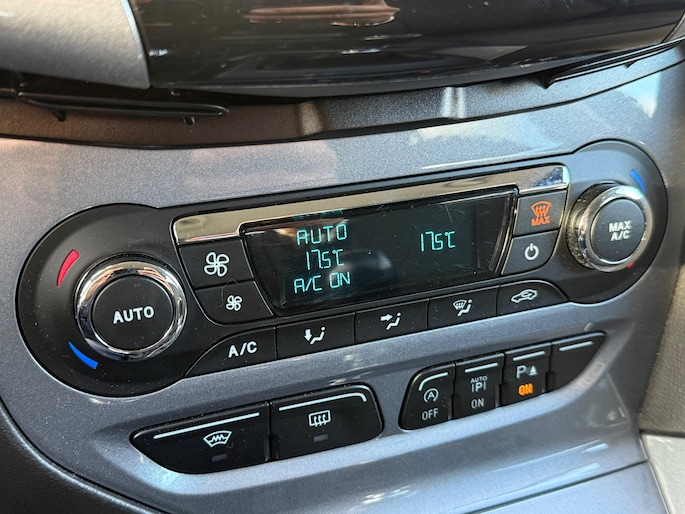 AUTO
17.5°C 17.5°C
A/C ON
MAX
AUTO
MAX
A/C
A/C
OFF
AUTO
P
ON
P
ON